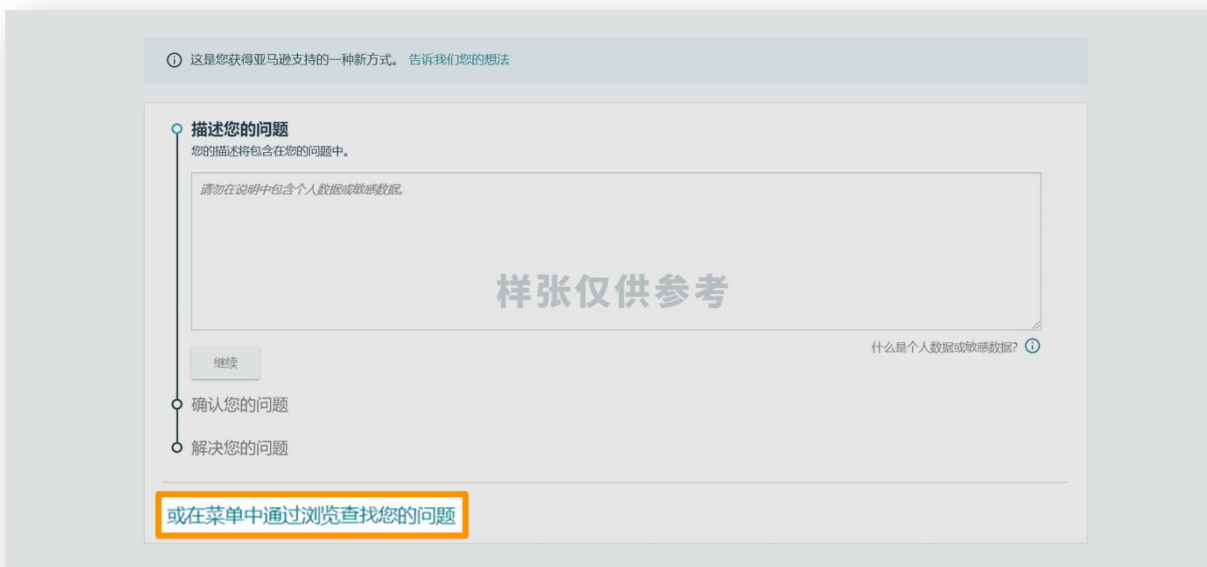 这是您获得亚马逊支持的一种新方式。 告诉我们您的想法
描述您的问题
您的描述将包含在您的问题中。
请勿在说明中包含个人数据或敏感数据。
样张仅供参考
什么是个人数据或敏感数据?
继续
确认您的问题
解决您的问题
或在菜单中通过浏览查找您的问题